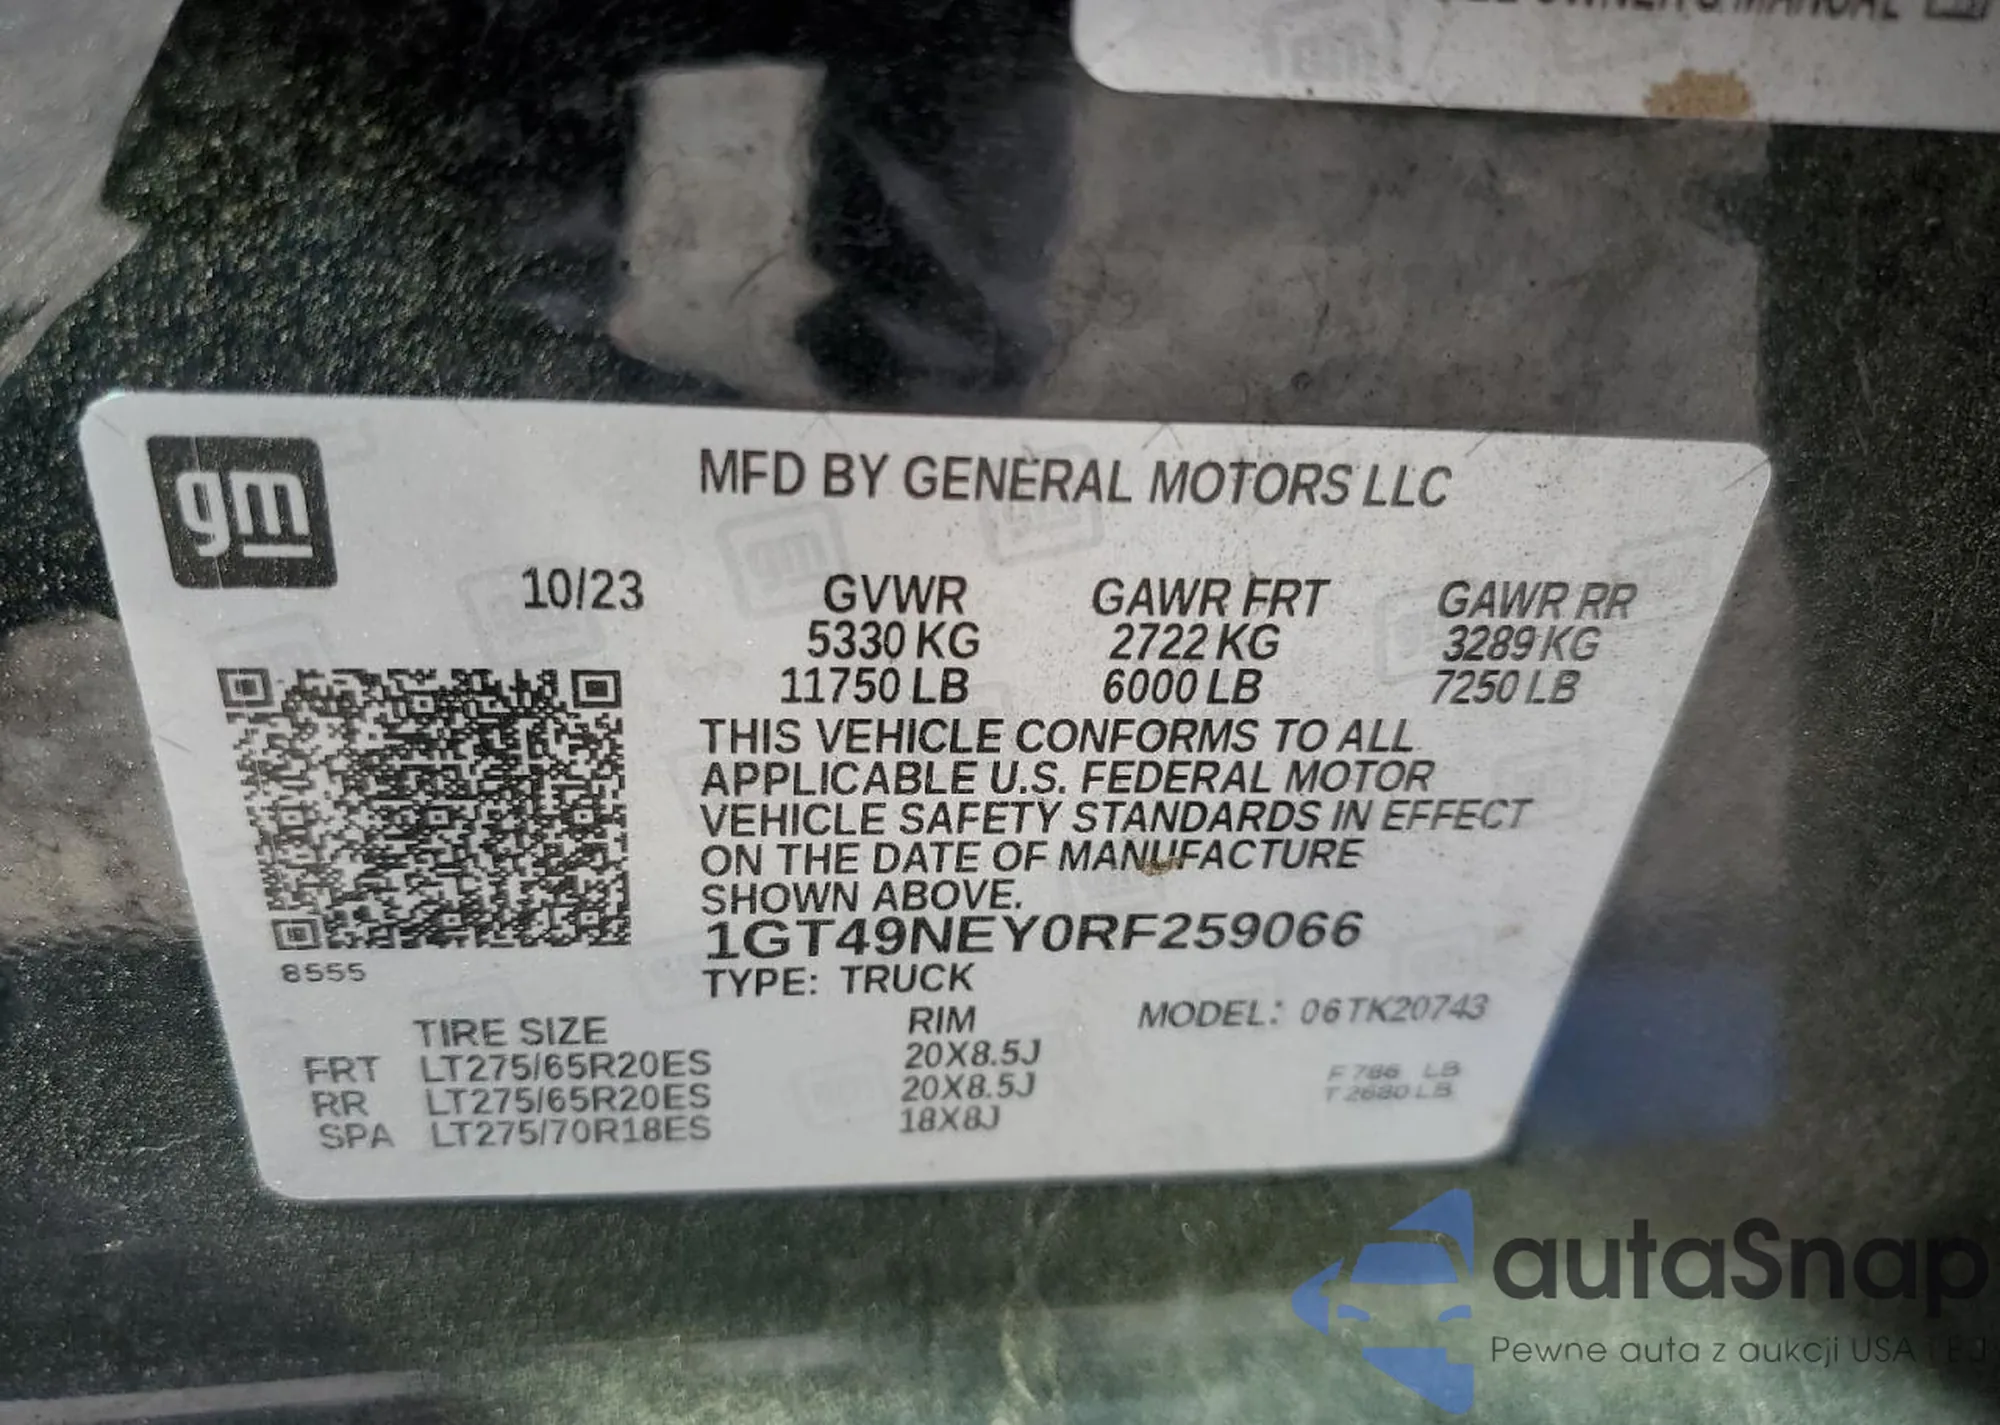 OWNER'S MANUAL
gm
MFD BY GENERAL MOTORS LLC
10/23 GVWR GAWR FRT GAWR RR
5330 KG 2722 KG 3289 KG
11750 LB 6000 LB 7250 LB
THIS VEHICLE CONFORMS TO ALL
APPLICABLE U.S. FEDERAL MOTOR
VEHICLE SAFETY STANDARDS IN EFFECT
ON THE DATE OF MANUFACTURE
SHOWN ABOVE.
1GT49NEY0RF259066
8555
TYPE: TRUCK
TIRE SIZE RIM MODEL: 06TK20743
FRT LT275/65R20ES 20X8.5J
RR LT275/65R20ES 20X8.5J
SPA LT275/70R18ES 18X8J
F 786 LB
T 2680 LB
autaSnap
Pewne auta z aukcji USA i EU